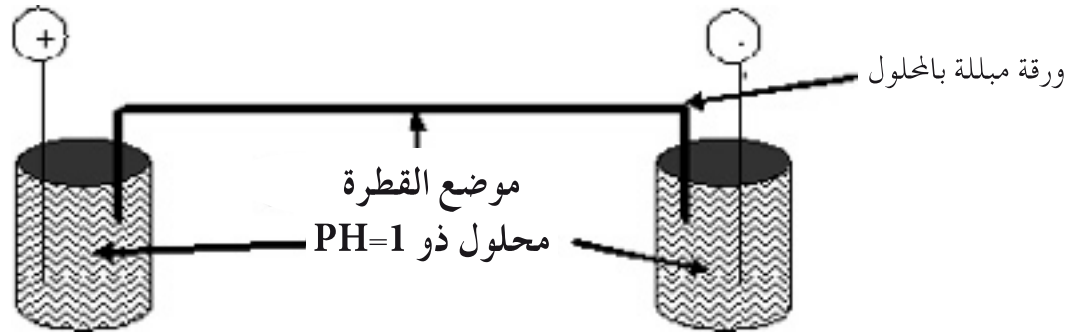 +
-
ورقة مبللة بالمحلول
موضع القطرة
محلول ذو PH=1